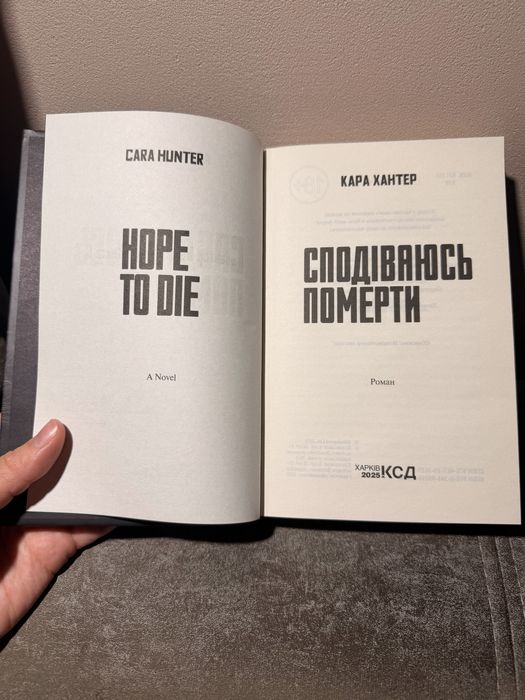 CARA HUNTER
HOPE
TO DIE
A Novel
КАРА ХАНТЕР
СПОДІВАЮСЬ
ПОМЕРТИ
Роман
ХАРКІВ
2025
КСД